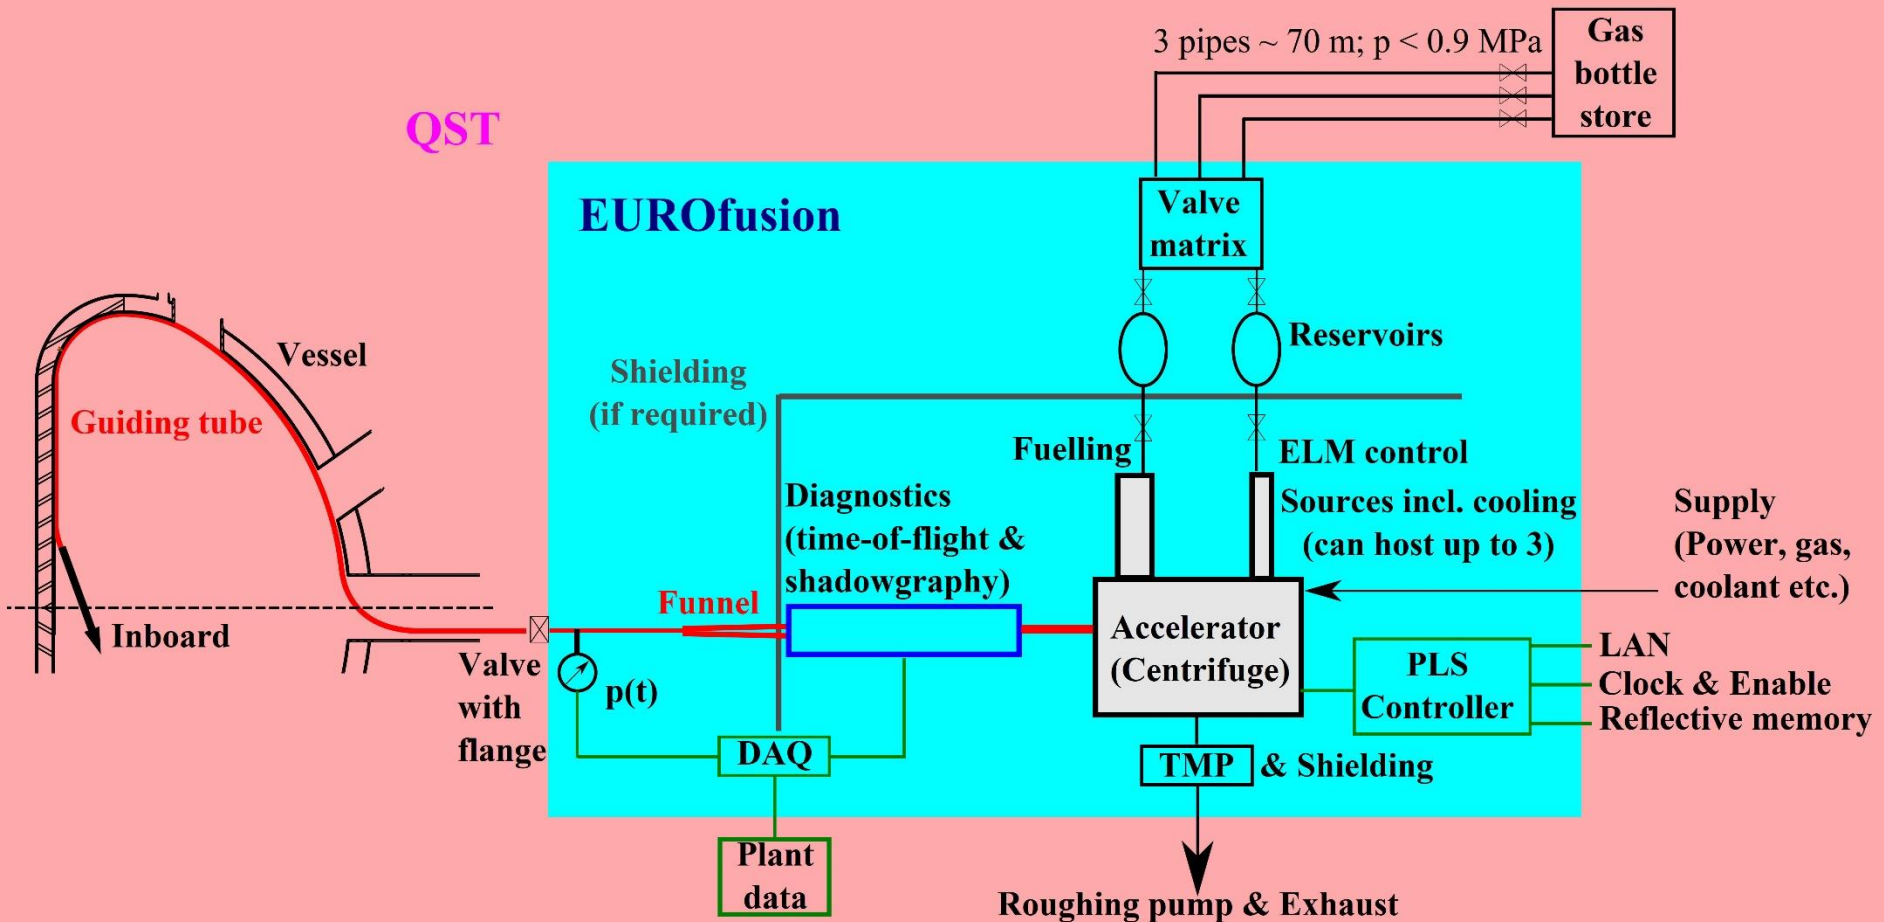 3 pipes ~ 70 m; p < 0.9 MPa
Gas
bottle
store
QST
EUROfusion
Valve
matrix
Reservoirs
Vessel
Shielding
(if required)
Guiding tube
Fuelling
ELM control
Diagnostics
(time-of-flight &
shadowgraphy)
Sources incl. cooling
(can host up to 3)
Supply
(Power, gas,
coolant etc.)
Funnel
Inboard
Accelerator
(Centrifuge)
PLS
Controller
LAN
Clock & Enable
Reflective memory
Valve
with
flange
p(t)
DAQ
TMP & Shielding
Plant
data
Roughing pump & Exhaust